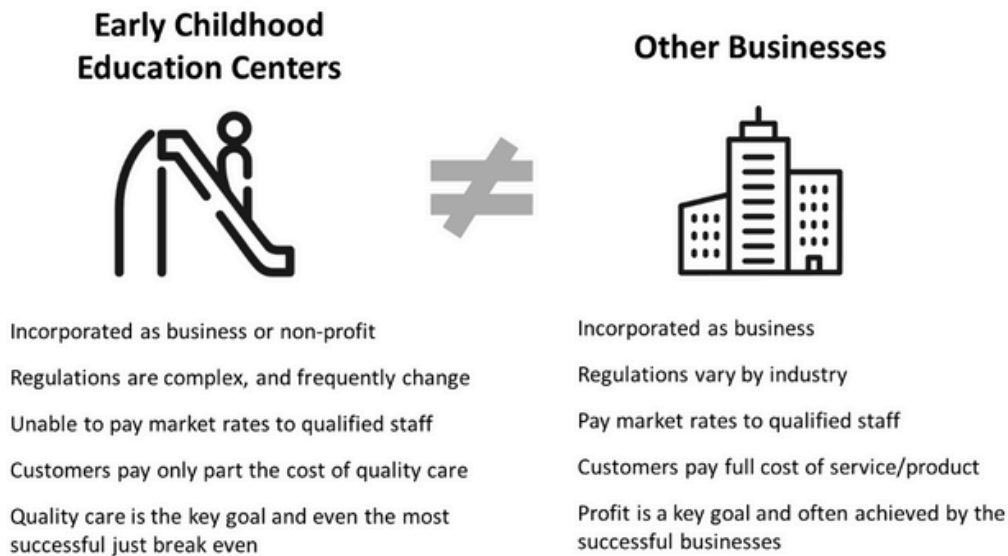 Early Childhood
Education Centers
Other Businesses
Incorporated as business or non-profit
Regulations are complex, and frequently change
Unable to pay market rates to qualified staff
Customers pay only part the cost of quality care
Quality care is the key goal and even the most
successful just break even
Incorporated as business
Regulations vary by industry
Pay market rates to qualified staff
Customers pay full cost of service/product
Profit is a key goal and often achieved by the
successful businesses